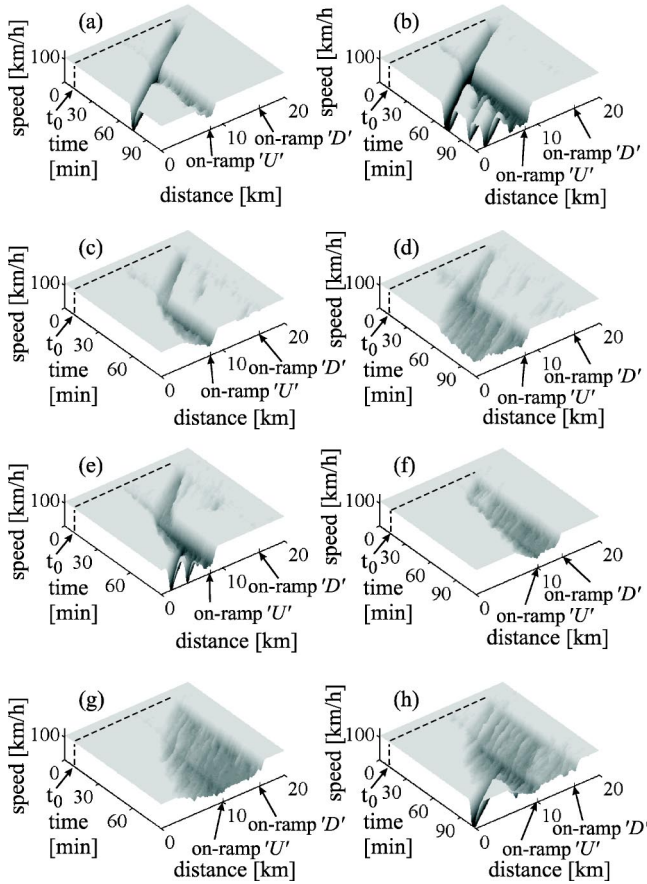 (a) (b)
speed [km/h] 100 0 t0 30 60 90 time [min] 0 10 20 on-ramp 'U' on-ramp 'D' distance [km]
speed [km/h] 100 0 t0 30 60 90 time [min] 0 10 20 on-ramp 'U' on-ramp 'D' distance [km]
(c) (d)
speed [km/h] 100 0 t0 30 60 time [min] 0 10 20 on-ramp 'U' on-ramp 'D' distance [km]
speed [km/h] 100 0 t0 30 60 90 time [min] 0 10 20 on-ramp 'U' on-ramp 'D' distance [km]
(e) (f)
speed [km/h] 100 0 t0 30 60 time [min] 0 10 20 on-ramp 'U' on-ramp 'D' distance [km]
speed [km/h] 100 0 t0 30 60 90 time [min] 0 10 20 on-ramp 'U' on-ramp 'D' distance [km]
(g) (h)
speed [km/h] 100 0 t0 30 60 time [min] 0 10 20 on-ramp 'U' on-ramp 'D' distance [km]
speed [km/h] 100 0 t0 30 60 90 time [min] 0 10 20 on-ramp 'U' on-ramp 'D' distance [km]